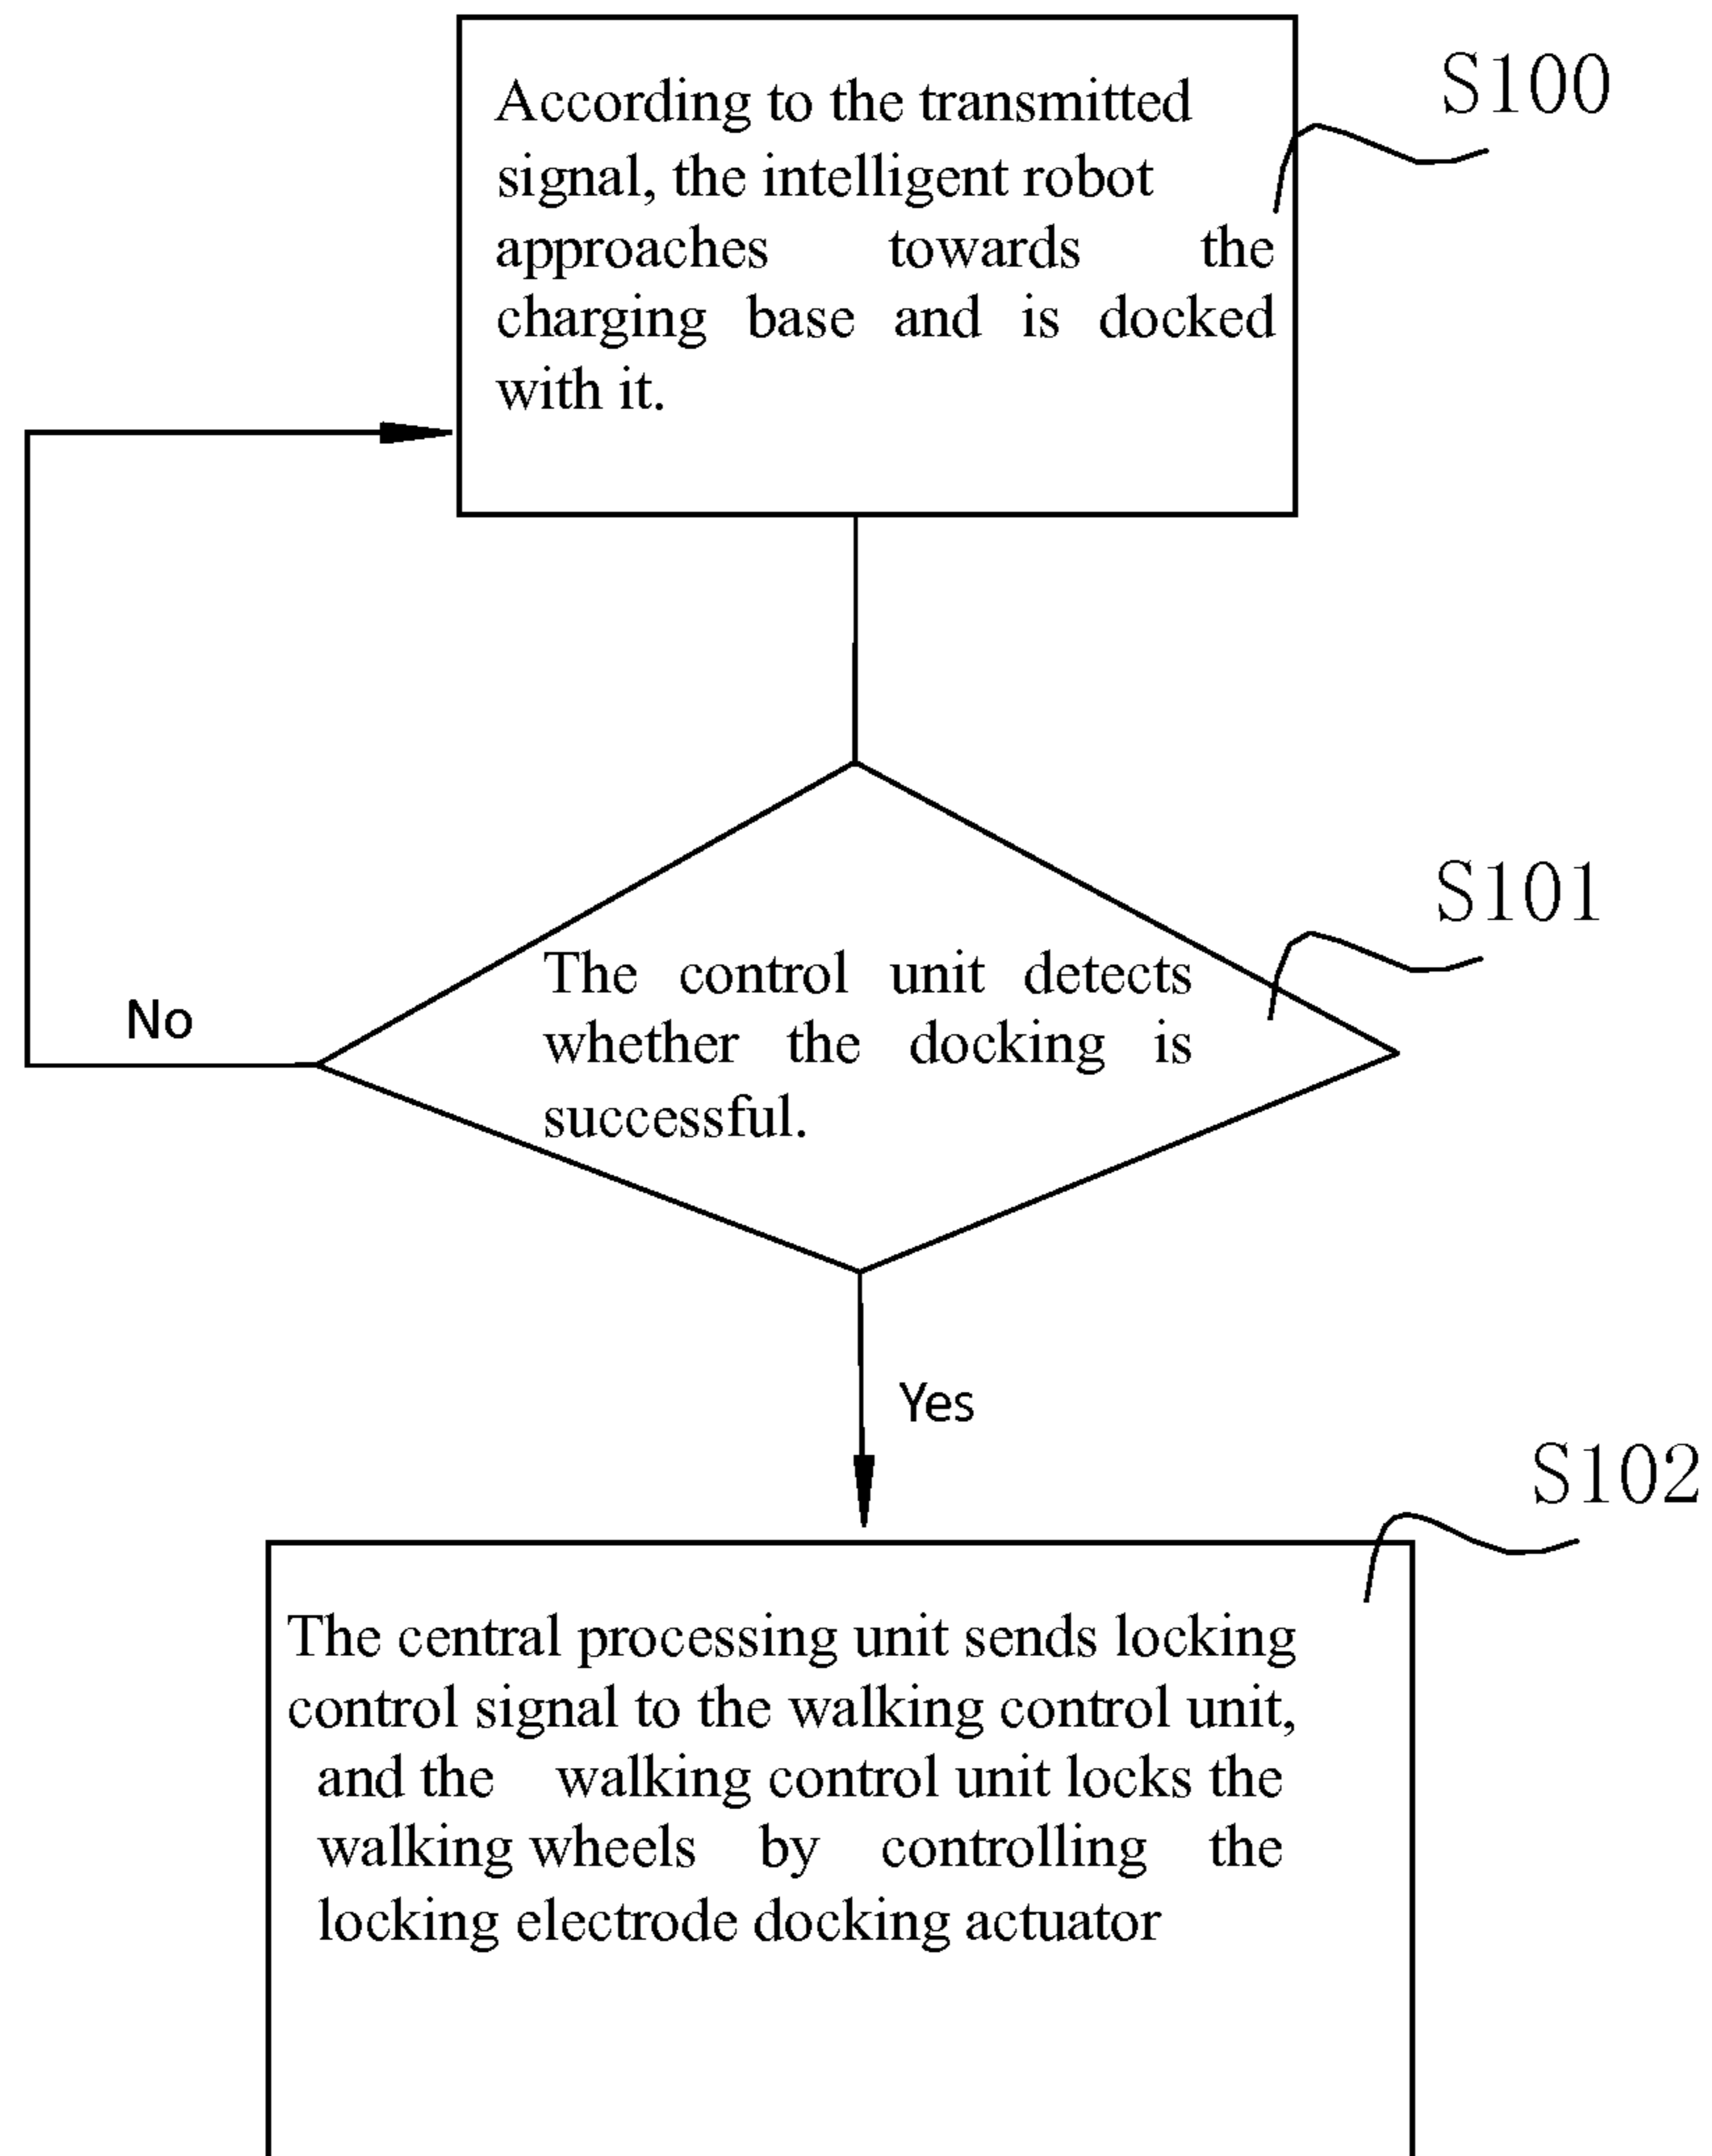 S100
According to the transmitted
signal, the intelligent robot
approaches towards the
charging base and is docked
with it.
S101
The control unit detects
whether the docking is
successful.
No
Yes
S102
The central processing unit sends locking
control signal to the walking control unit,
and the walking control unit locks the
walking wheels by controlling the
locking electrode docking actuator